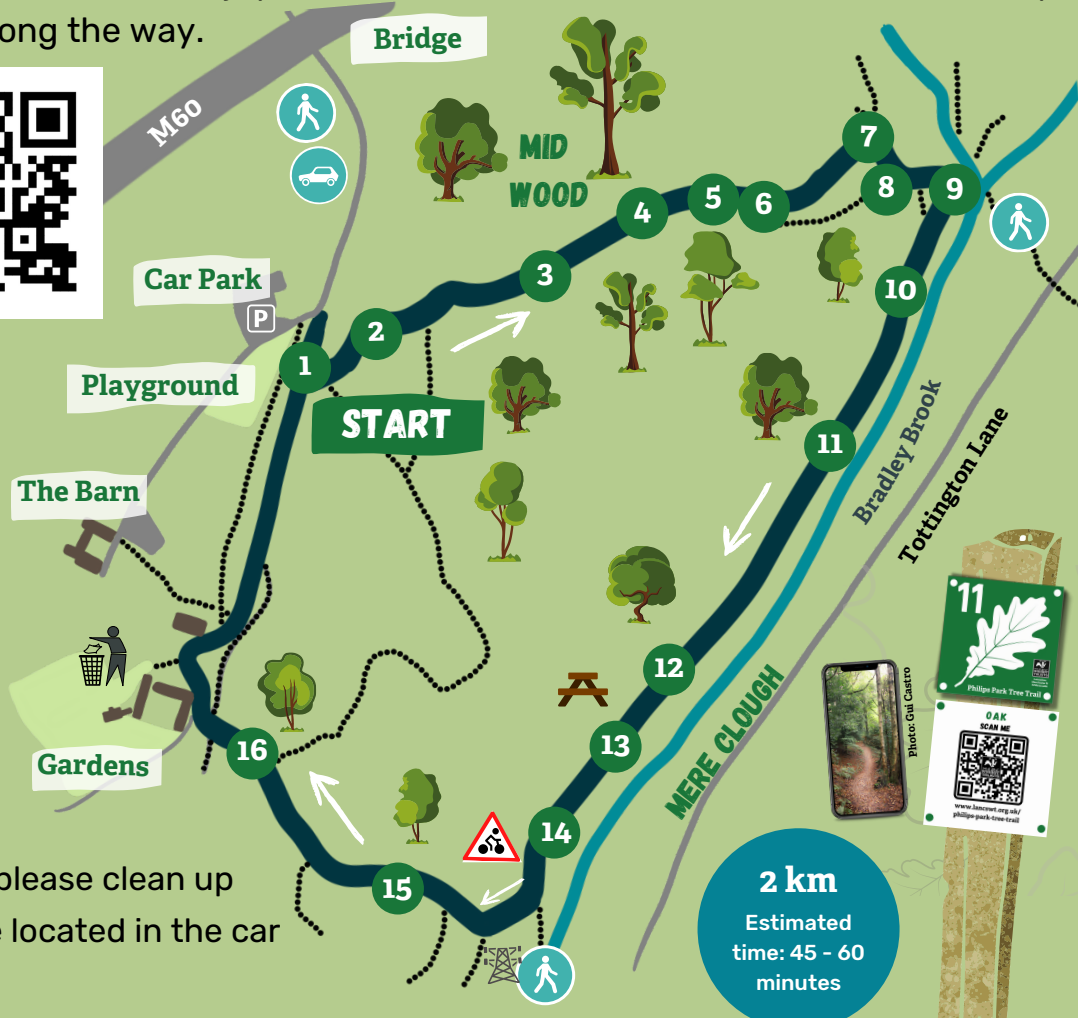 ong the way.
Bridge
M60
MID
WOOD
7
8
9
4
5
6
3
10
Car Park
P
2
1
Playground
START
11
Bradley Brook
Tottington Lane
The Barn
11
Philips Park Tree Trail
OAK
SCAN ME
www.lancswt.org.uk/
philips-park-tree-trail
Photo: Gui Castro
12
13
MERE CLOUGH
16
Gardens
14
15
please clean up
located in the car
2 km
Estimated
time: 45 - 60
minutes